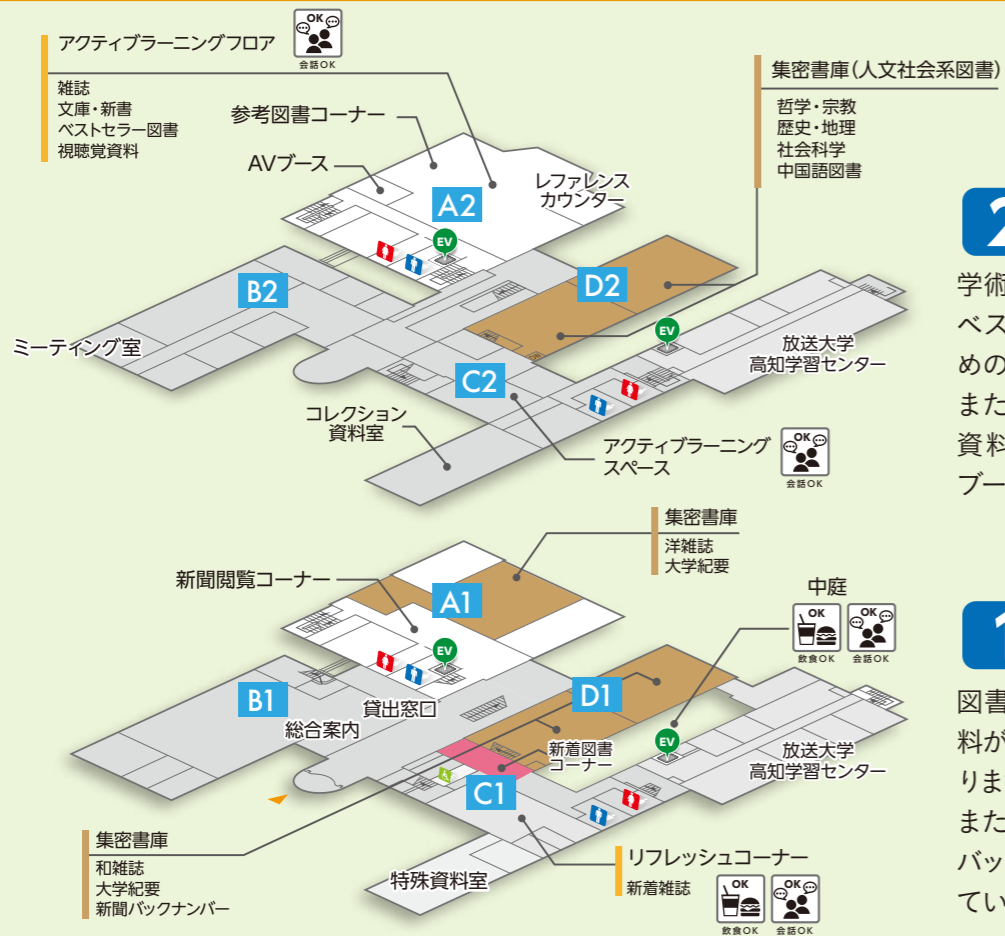 アクティブラーニングフロア
OK
会話OK
雑誌
文庫・新書
ベストセラー図書
視聴覚資料
参考図書コーナー
AVブース
A2
レファレンス
カウンター
EV
集密書庫(人文社会系図書)
哲学・宗教
歴史・地理
社会科学
中国語図書
B2
ミーティング室
D2
EV
放送大学
高知学習センター
C2
コレクション
資料室
アクティブラーニング
スペース
OK
会話OK
2
学術
ベス
めの
また
資料
ブー
集密書庫
洋雑誌
大学紀要
新聞閲覧コーナー
A1
EV
中庭
OK
飲食OK
OK
会話OK
B1
貸出窓口
総合案内
D1
新着図書
コーナー
EV
放送大学
高知学習センター
C1
集密書庫
和雑誌
大学紀要
新聞バックナンバー
特殊資料室
リフレッシュコーナー
新着雑誌
OK
飲食OK
OK
会話OK
1
図書
料が
りま
また
バッ
てい